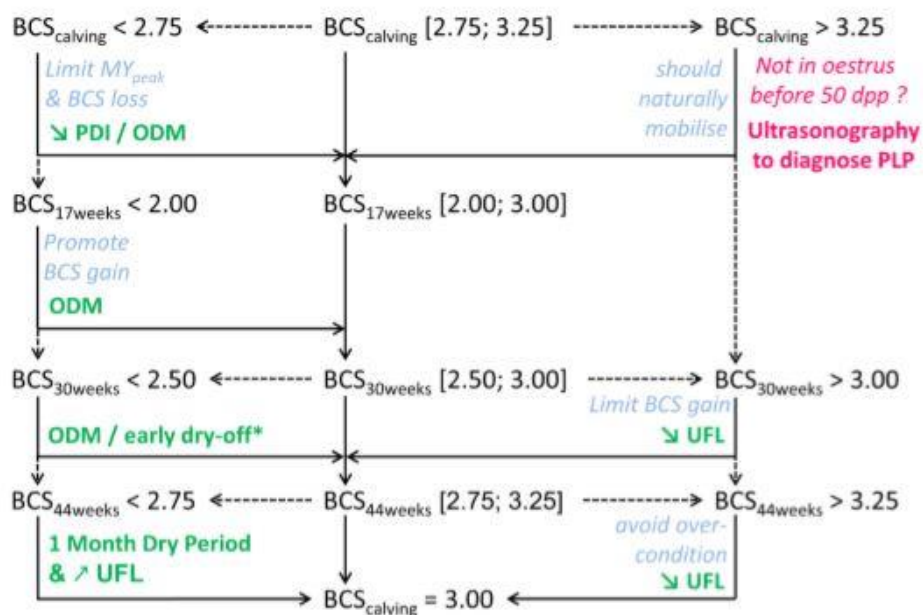 BCScalving < 2.75 BCScalving [2.75; 3.25] BCScalving > 3.25
Limit MYpeak
& BCS loss
↘ PDI / ODM
should
naturally
mobilise
Not in oestrus
before 50 dpp ?
Ultrasonography
to diagnose PLP
BCS17weeks < 2.00 BCS17weeks [2.00; 3.00]
Promote
BCS gain
ODM
BCS30weeks < 2.50 BCS30weeks [2.50; 3.00] BCS30weeks > 3.00
ODM / early dry-off*
Limit BCS gain
↘ UFL
BCS44weeks < 2.75 BCS44weeks [2.75; 3.25] BCS44weeks > 3.25
1 Month Dry Period
& ↗ UFL
avoid over-
condition
↘ UFL
BCScalving = 3.00